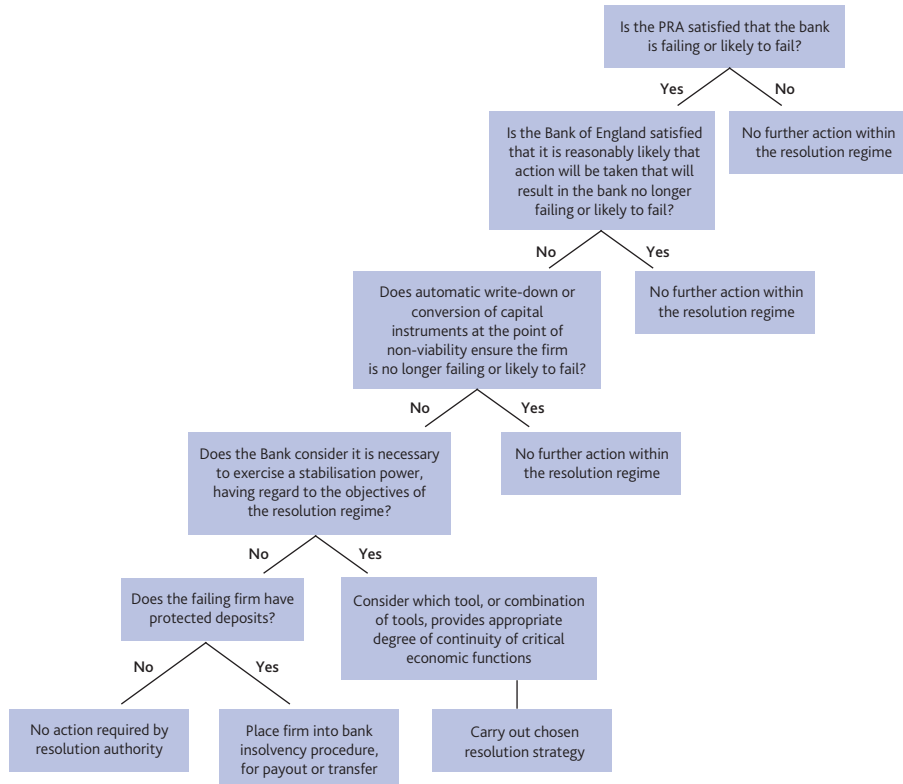 Is the PRA satisfied that the bank
is failing or likely to fail?
Yes
No
Is the Bank of England satisfied
that it is reasonably likely that
action will be taken that will
result in the bank no longer
failing or likely to fail?
No further action within
the resolution regime
No
Yes
Does automatic write-down or
conversion of capital
instruments at the point of
non-viability ensure the firm
is no longer failing or likely to fail?
No further action within
the resolution regime
No
Yes
Does the Bank consider it is necessary
to exercise a stabilisation power,
having regard to the objectives of
the resolution regime?
No further action within
the resolution regime
No
Yes
Does the failing firm have
protected deposits?
Consider which tool, or combination
of tools, provides appropriate
degree of continuity of critical
economic functions
No
Yes
No action required by
resolution authority
Place firm into bank
insolvency procedure,
for payout or transfer
Carry out chosen
resolution strategy